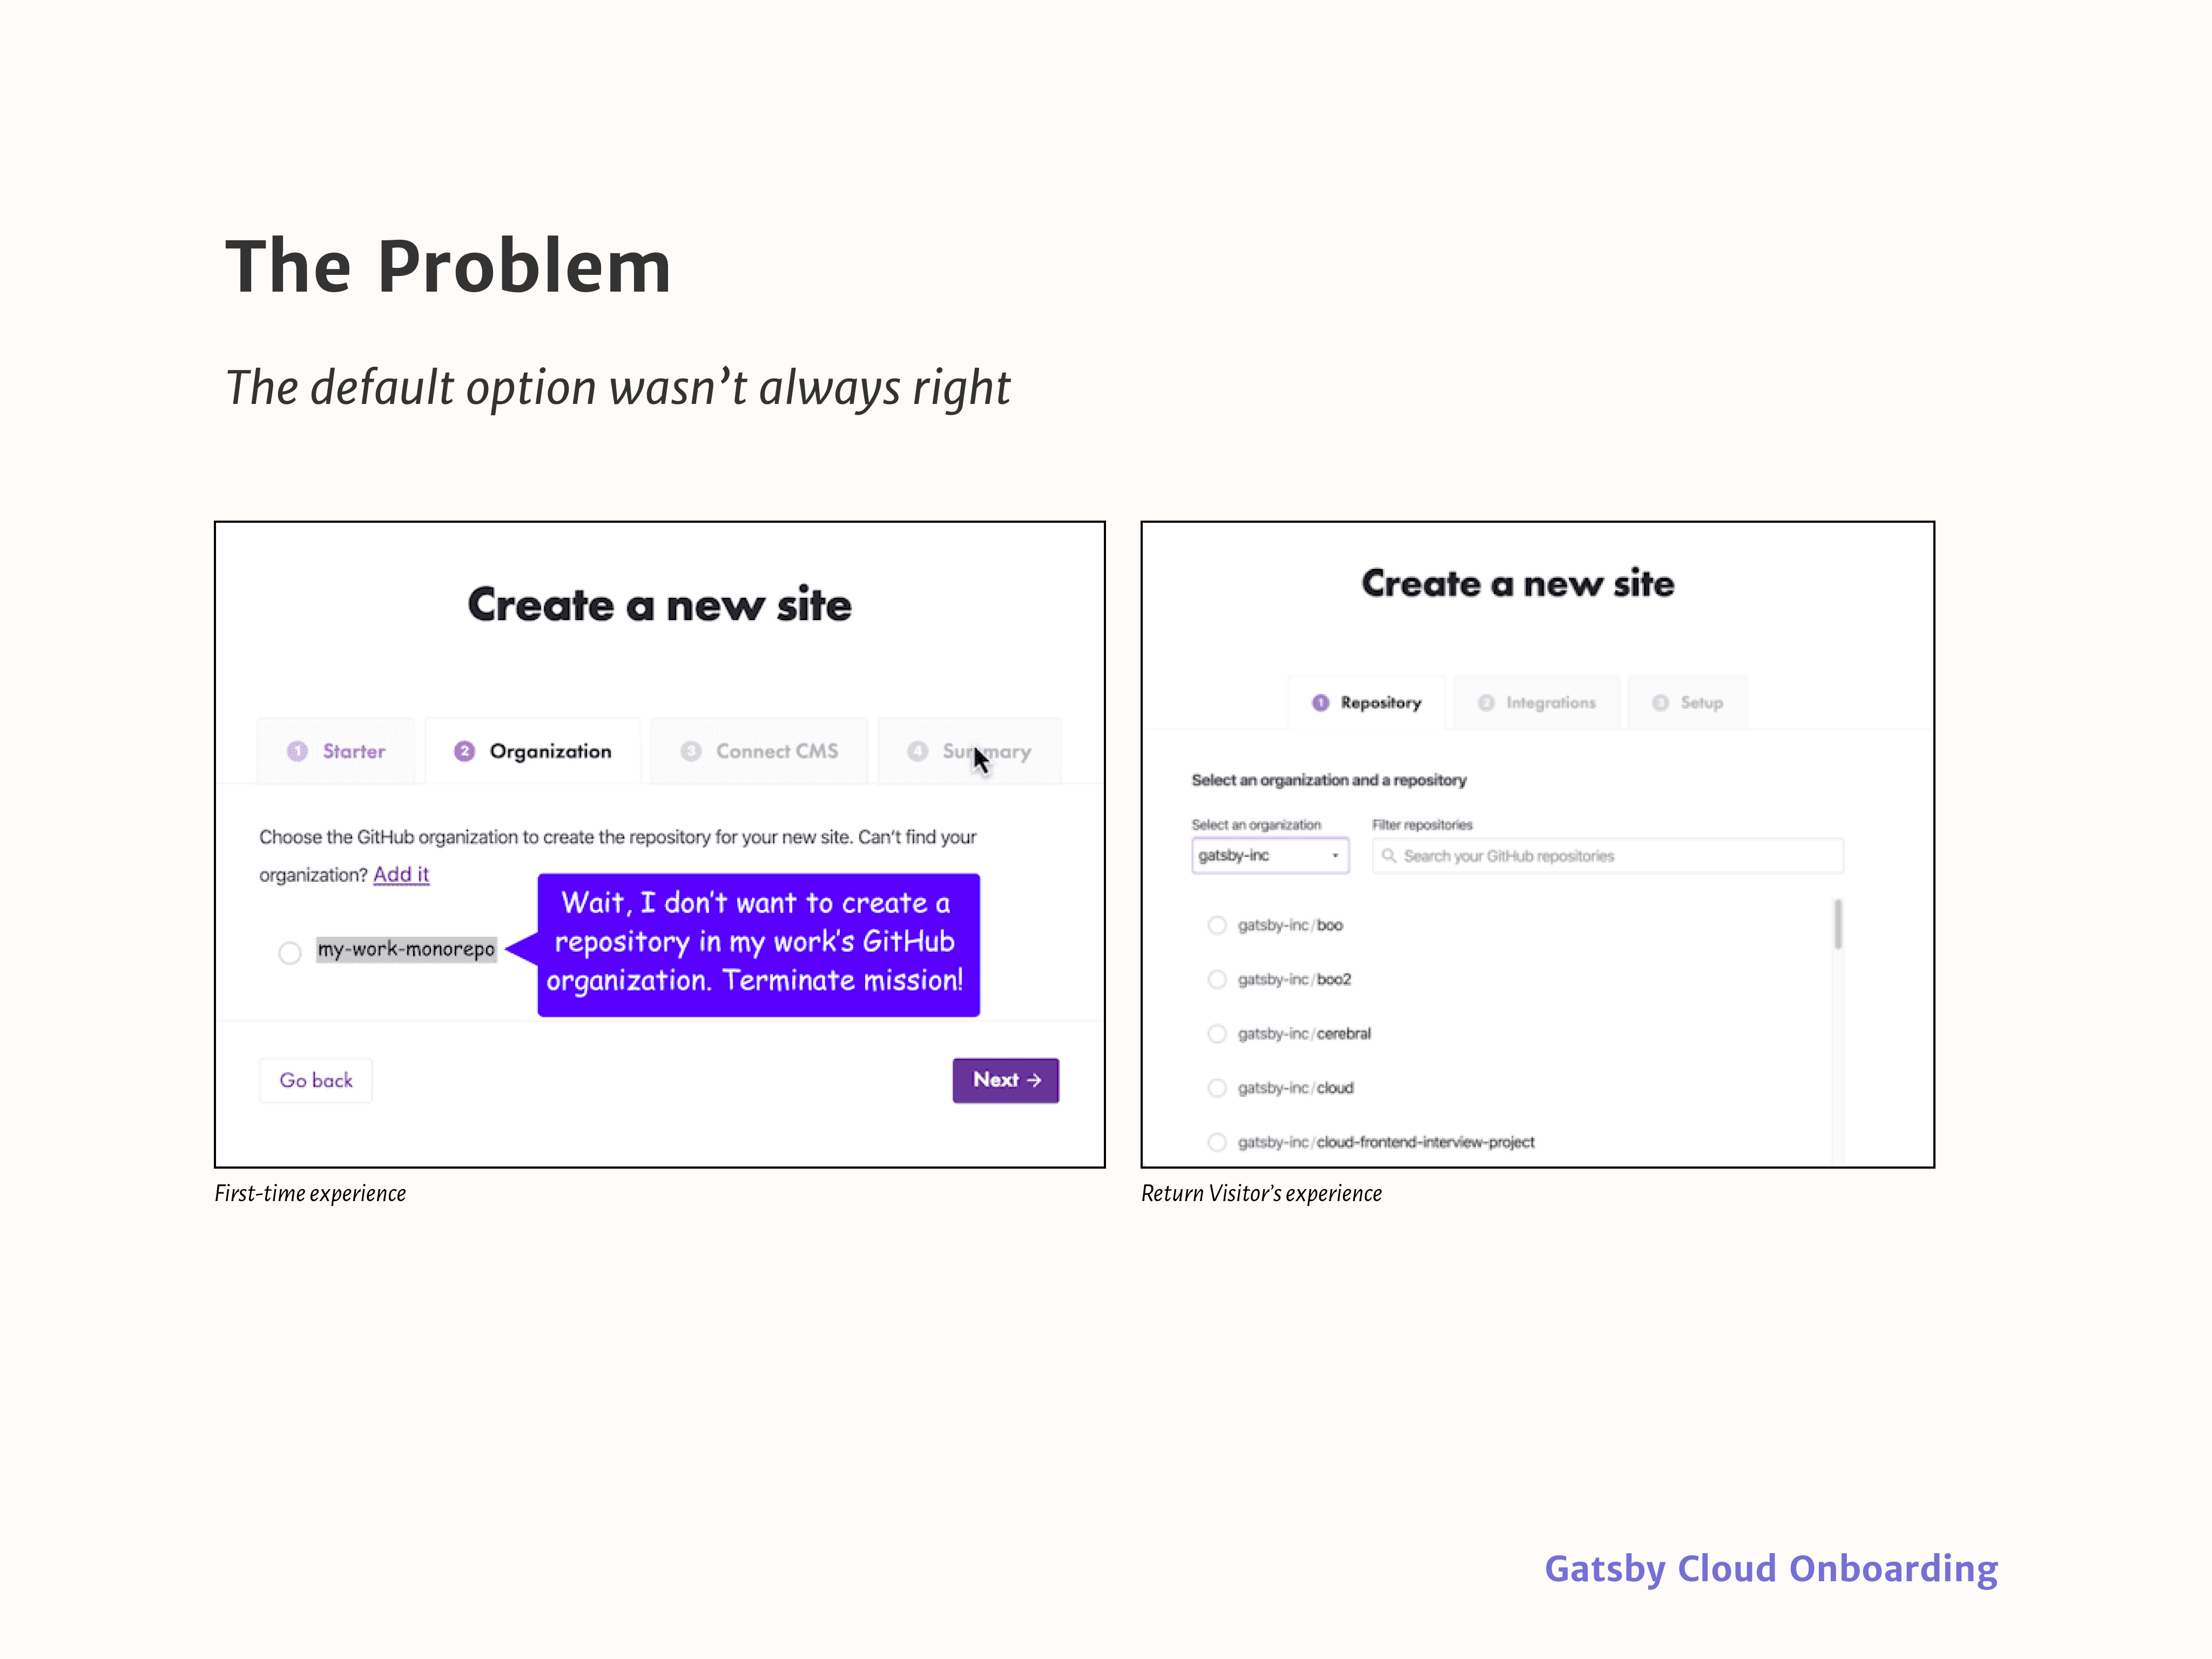 The Problem
The default option wasn’t always right
Create a new site
1 Starter
2 Organization
3 Connect CMS
4 Summary
Choose the GitHub organization to create the repository for your new site. Can't find your
organization? Add it
my-work-monorepo
Wait, I don't want to create a
repository in my work's GitHub
organization. Terminate mission!
Go back
Next →
First-time experience
Create a new site
1 Repository
2 Integrations
3 Setup
Select an organization and a repository
Select an organization
Filter repositories
gatsby-inc
Search your GitHub repositories
gatsby-inc/boo
gatsby-inc/boo2
gatsby-inc/cerebral
gatsby-inc/cloud
gatsby-inc/cloud-frontend-interview-project
Return Visitor’s experience
Gatsby Cloud Onboarding